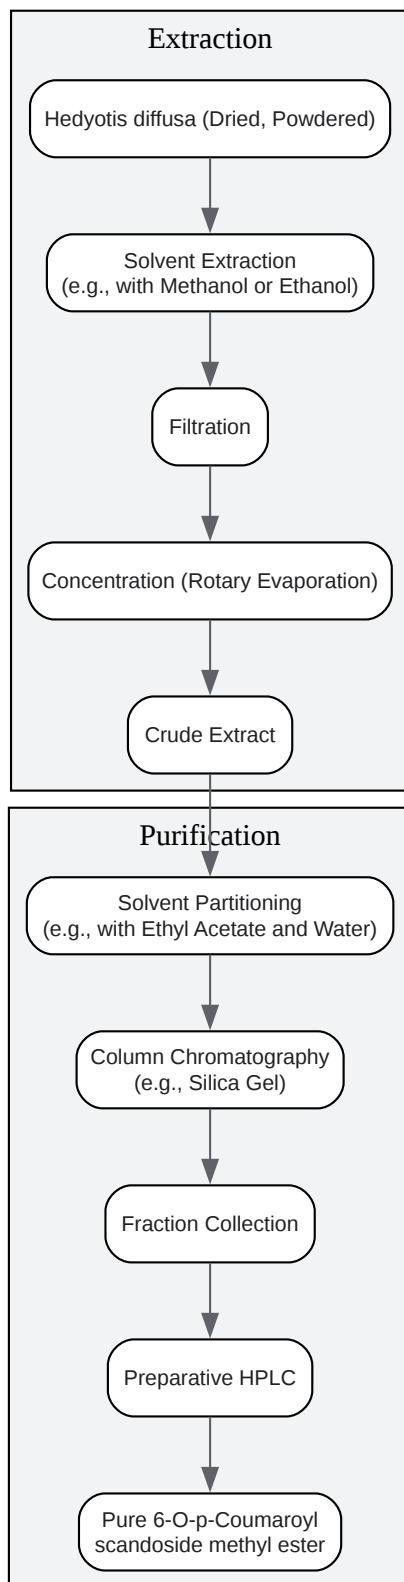 Extraction
Hedyotis diffusa (Dried, Powdered)
Solvent Extraction
(e.g., with Methanol or Ethanol)
Filtration
Concentration (Rotary Evaporation)
Crude Extract
Purification
Solvent Partitioning
(e.g., with Ethyl Acetate and Water)
Column Chromatography
(e.g., Silica Gel)
Fraction Collection
Preparative HPLC
Pure 6-O-p-Coumaroyl
scandoside methyl ester